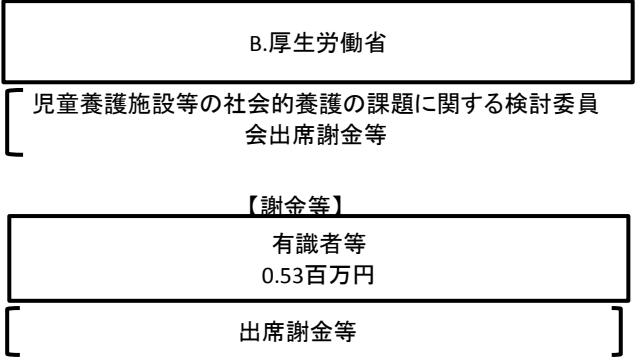 B.厚生労働省
児童養護施設等の社会的養護の課題に関する検討委員
会出席謝金等
【謝金等】
有識者等
0.53百万円
出席謝金等